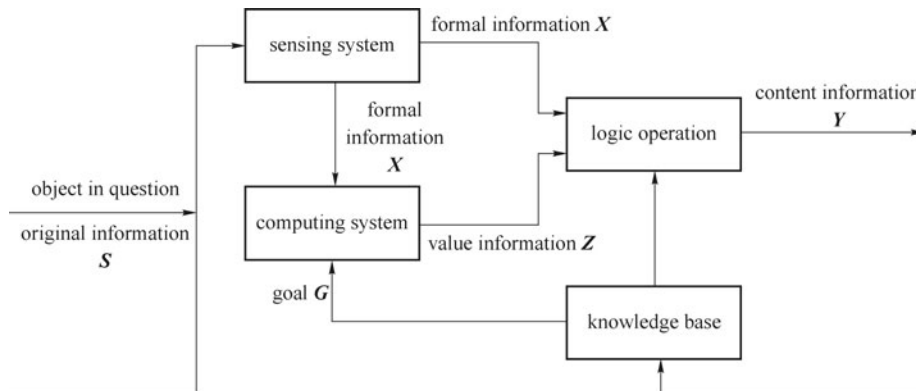 formal information X
sensing system
formal
information
X
content information
Y
logic operation
object in question
original information
S
computing system
value information Z
goal G
knowledge base